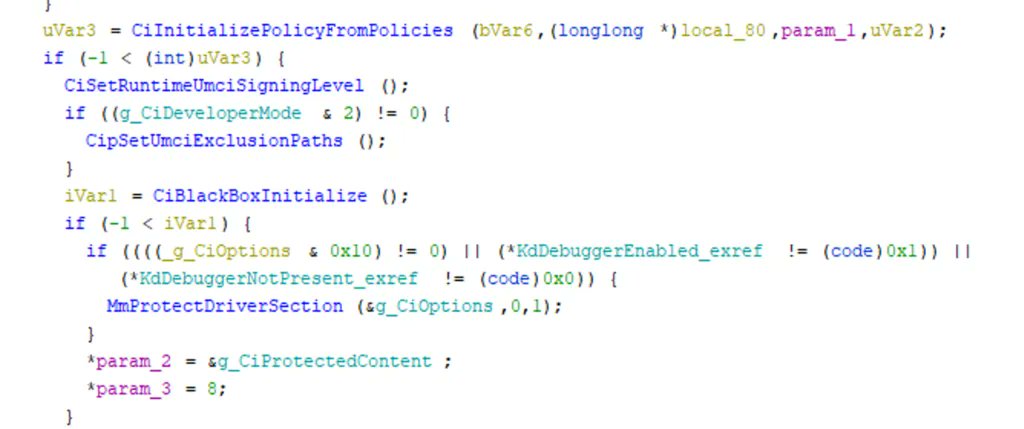 }
uVar3 = CiInitializePolicyFromPolicies (bVar6,(longlong *)local_80 ,param_1,uVar2);
if (-1 < (int)uVar3) {
CiSetRuntimeUmciSigningLevel ();
if ((g_CiDeveloperMode & 2) != 0) {
CipSetUmciExclusionPaths ();
}
iVar1 = CiBlackBoxInitialize ();
if (-1 < iVar1) {
if ((((_g_CiOptions & 0x10) != 0) || (*KdDebuggerEnabled_exref != (code)0x1)) ||
(*KdDebuggerNotPresent_exref != (code)0x0)) {
MmProtectDriverSection (&g_CiOptions ,0,1);
}
*param_2 = &g_CiProtectedContent ;
*param_3 = 8;
}